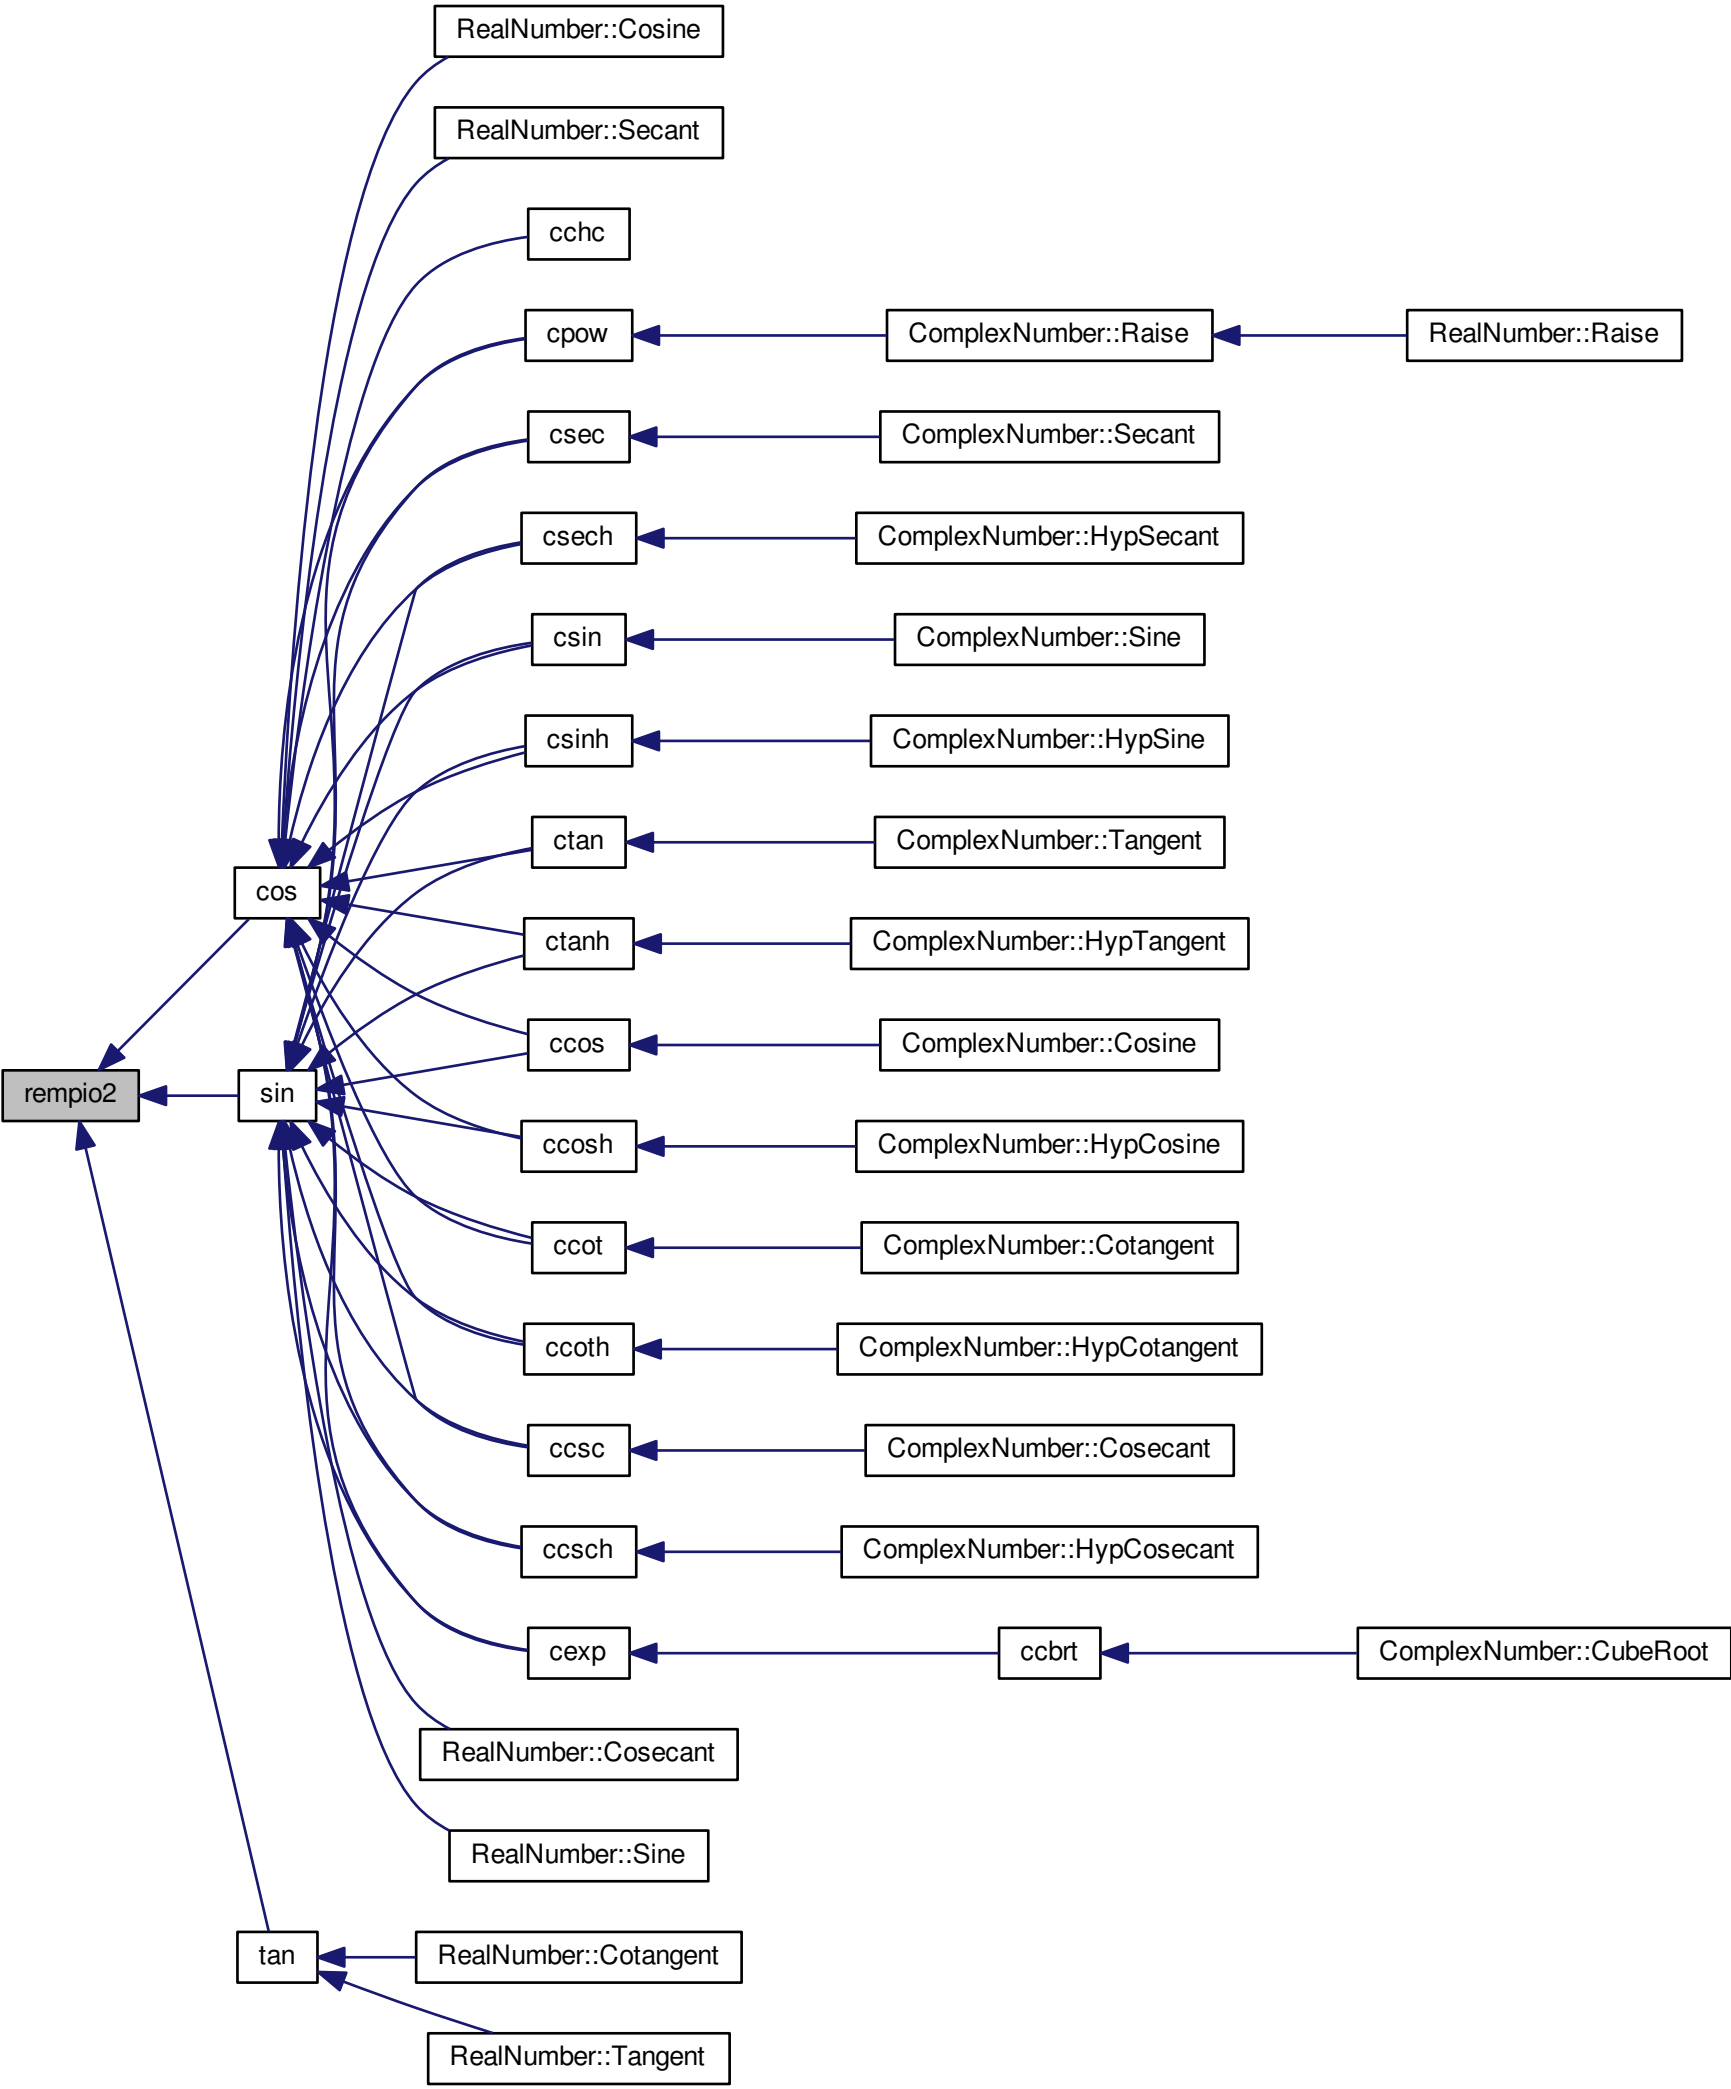 RealNumber::Cosine
RealNumber::Secant
cchc
cpow
ComplexNumber::Raise
RealNumber::Raise
csec
ComplexNumber::Secant
csech
ComplexNumber::HypSecant
csin
ComplexNumber::Sine
csinh
ComplexNumber::HypSine
ctan
ComplexNumber::Tangent
cos
ctanh
ComplexNumber::HypTangent
ccos
ComplexNumber::Cosine
rempio2
sin
ccosh
ComplexNumber::HypCosine
ccot
ComplexNumber::Cotangent
ccoth
ComplexNumber::HypCotangent
ccsc
ComplexNumber::Cosecant
ccsch
ComplexNumber::HypCosecant
cexp
ccbrt
ComplexNumber::CubeRoot
RealNumber::Cosecant
RealNumber::Sine
tan
RealNumber::Cotangent
RealNumber::Tangent